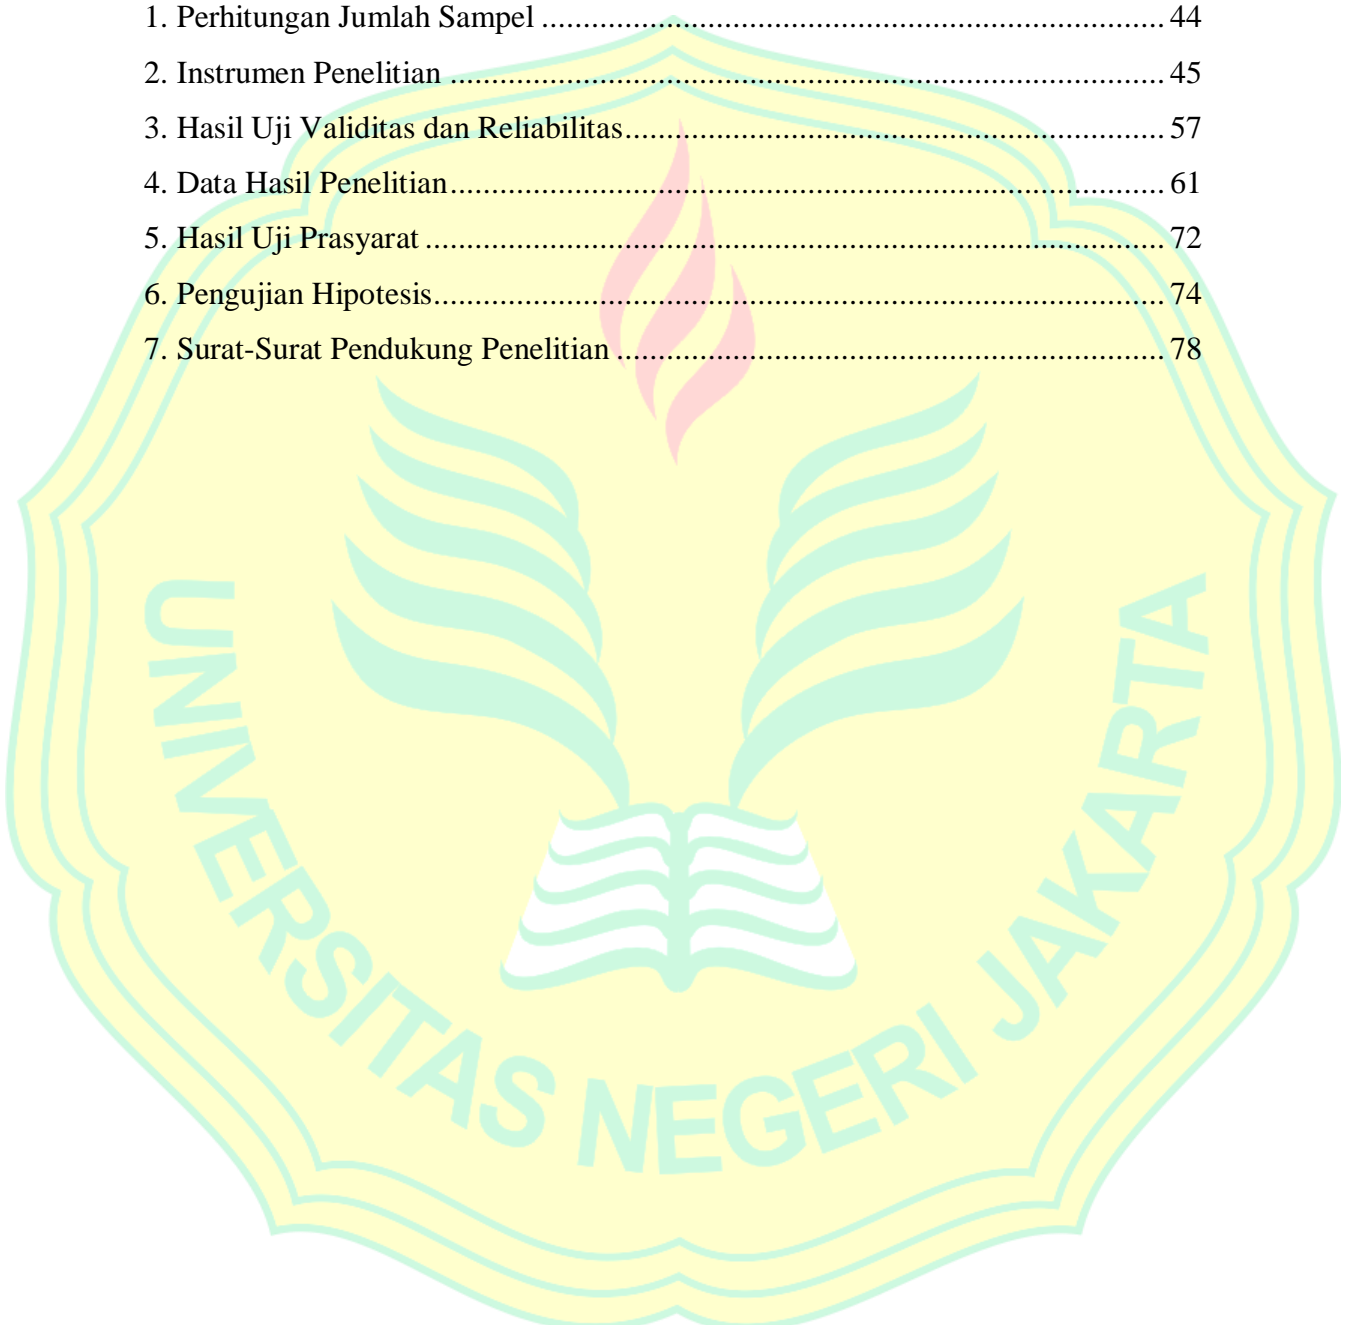 1. Perhitungan Jumlah Sampel ........................................................................... 44
2. Instrumen Penelitian ...................................................................................... 45
3. Hasil Uji Validitas dan Reliabilitas................................................................. 57
4. Data Hasil Penelitian...................................................................................... 61
5. Hasil Uji Prasyarat ......................................................................................... 72
6. Pengujian Hipotesis........................................................................................ 74
7. Surat-Surat Pendukung Penelitian .................................................................. 78
UNIVERSITAS NEGERI JAKARTA